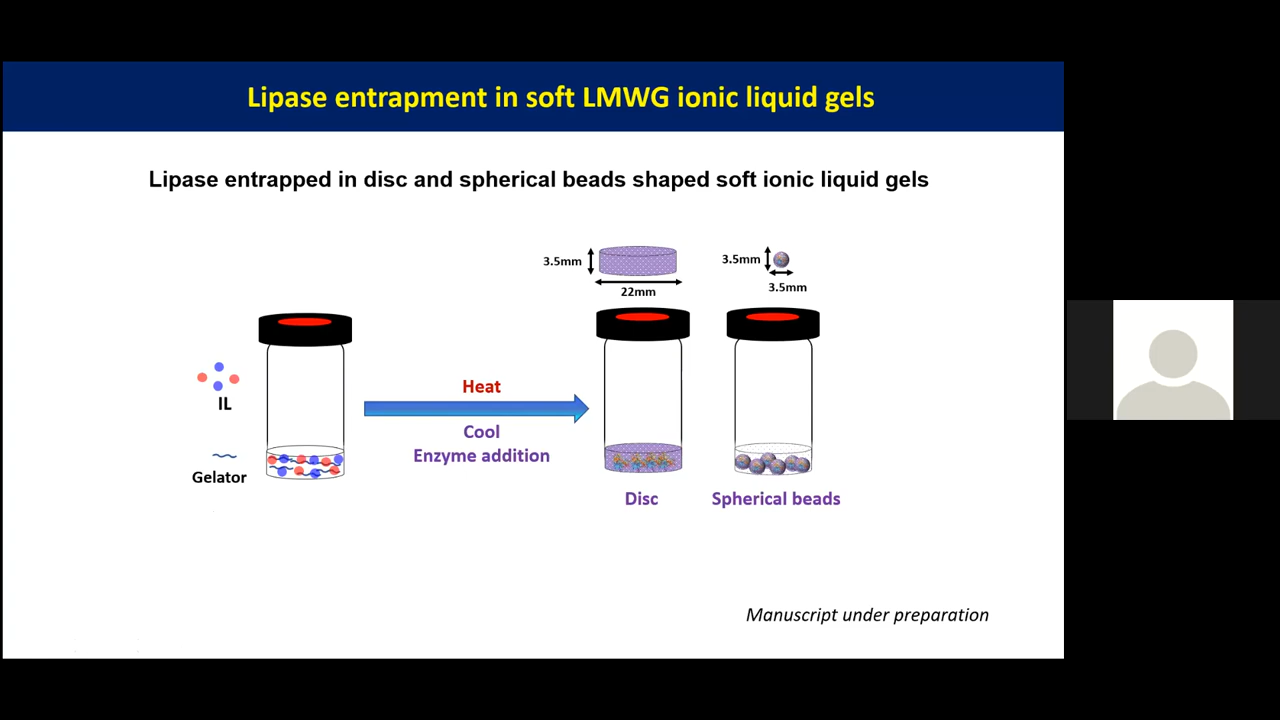 Lipase entrapment in soft LMWG ionic liquid gels
Lipase entrapped in disc and spherical beads shaped soft ionic liquid gels
3.5mm
22mm
3.5mm
3.5mm
IL
Gelator
Heat
Cool
Enzyme addition
Disc
Spherical beads
Manuscript under preparation